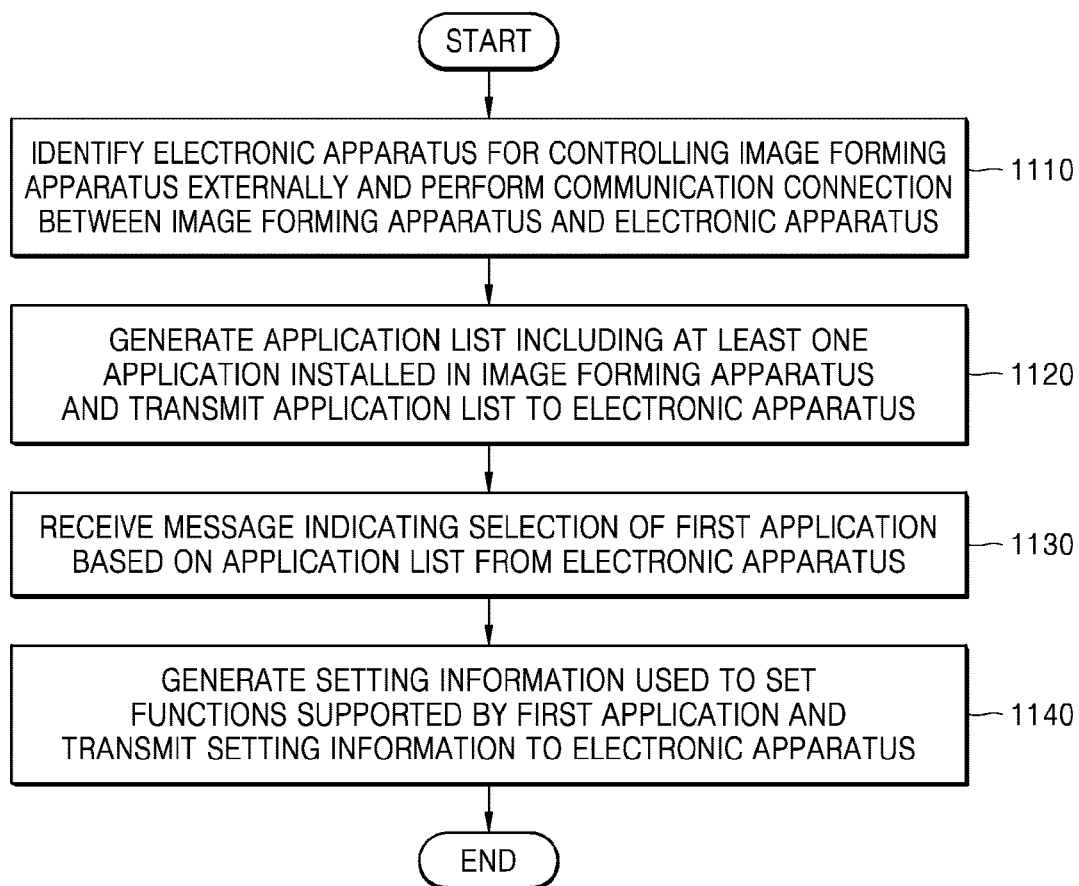 START
IDENTIFY ELECTRONIC APPARATUS FOR CONTROLLING IMAGE FORMING
APPARATUS EXTERNALLY AND PERFORM COMMUNICATION CONNECTION
BETWEEN IMAGE FORMING APPARATUS AND ELECTRONIC APPARATUS
1110
GENERATE APPLICATION LIST INCLUDING AT LEAST ONE
APPLICATION INSTALLED IN IMAGE FORMING APPARATUS
AND TRANSMIT APPLICATION LIST TO ELECTRONIC APPARATUS
1120
RECEIVE MESSAGE INDICATING SELECTION OF FIRST APPLICATION
BASED ON APPLICATION LIST FROM ELECTRONIC APPARATUS
1130
GENERATE SETTING INFORMATION USED TO SET
FUNCTIONS SUPPORTED BY FIRST APPLICATION AND
TRANSMIT SETTING INFORMATION TO ELECTRONIC APPARATUS
1140
END